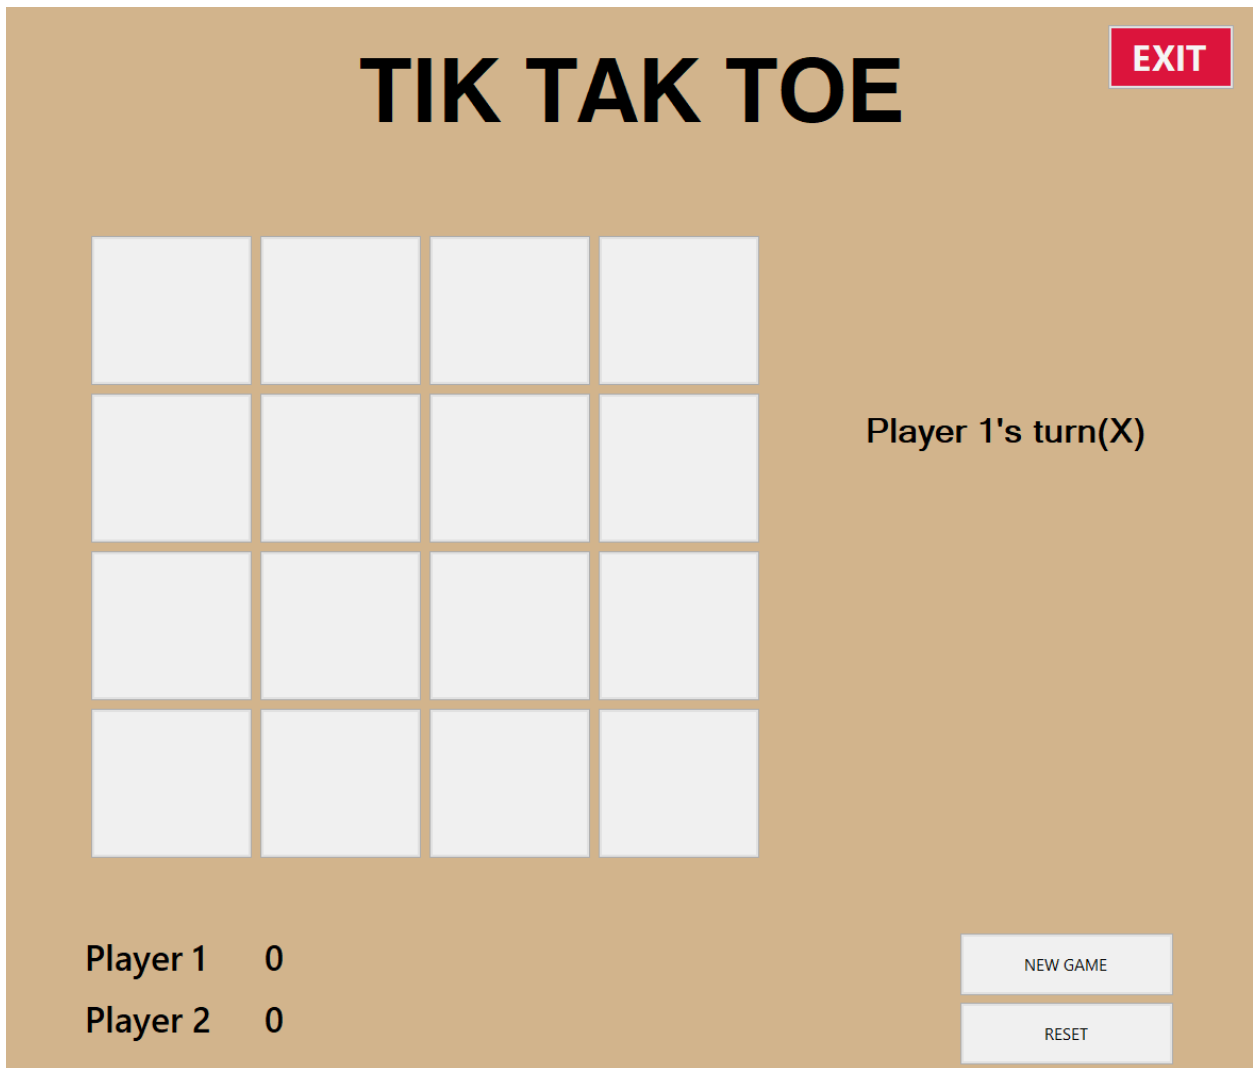 TIK TAK TOE
EXIT
Player 1's turn(X)
Player 1 0
Player 2 0
NEW GAME
RESET